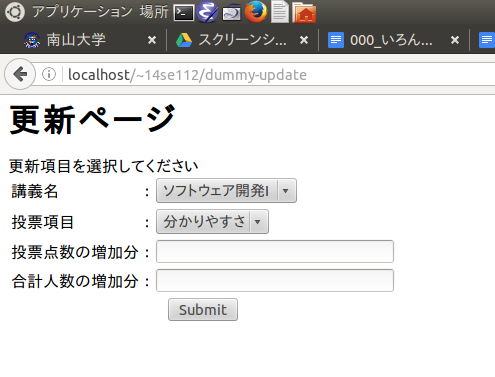 アプリケーション 場所
南山大学 × スクリーンシ... × 000_いろん... ×
localhost/~14se112/dummy-update
更新ページ
更新項目を選択してください
講義名 : ソフトウェア開発I
投票項目 : 分かりやすさ
投票点数の増加分 :
合計人数の増加分 :
Submit